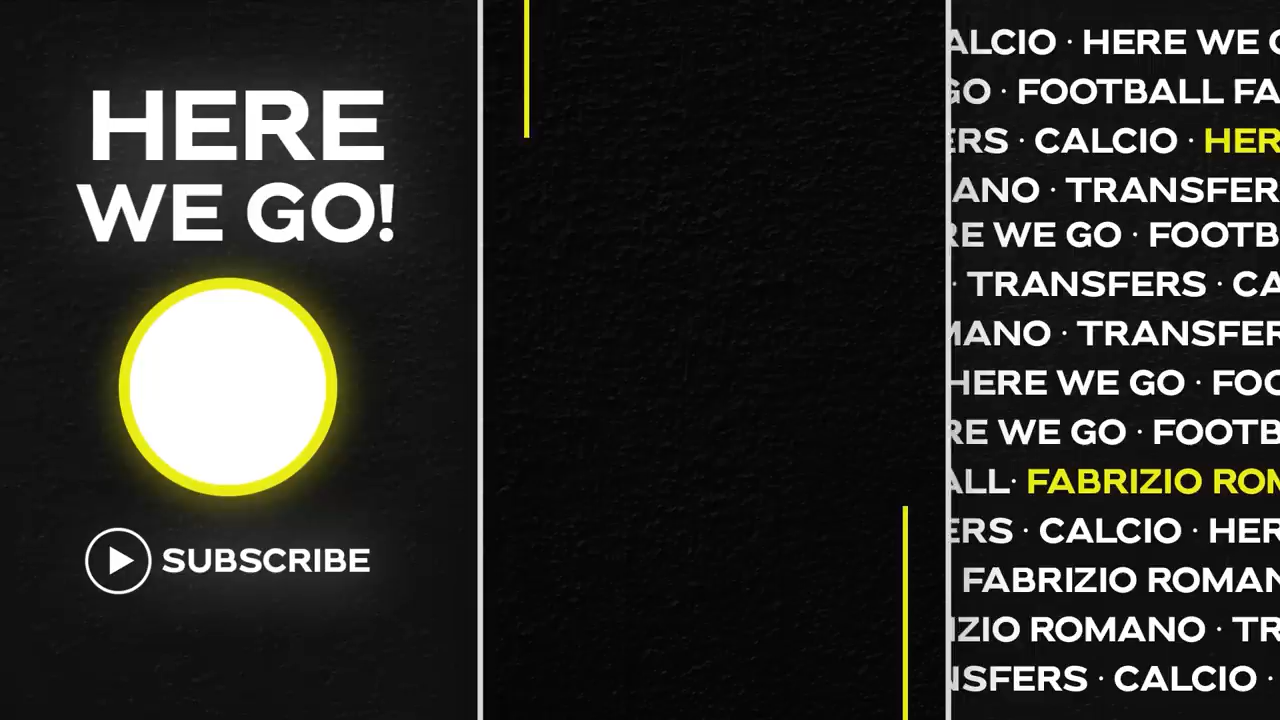 HERE
WE GO!
SUBSCRIBE
ALCIO · HERE WE
GO · FOOTBALL FA
ERS · CALCIO · HER
ANO · TRANSFER
RE WE GO · FOOTB
· TRANSFERS · CA
MANO · TRANSFER
HERE WE GO · FOO
RE WE GO · FOOTB
ALL· FABRIZIO ROM
ERS · CALCIO · HER
FABRIZIO ROMAN
IZIO ROMANO · TR
NSFERS · CALCIO ·